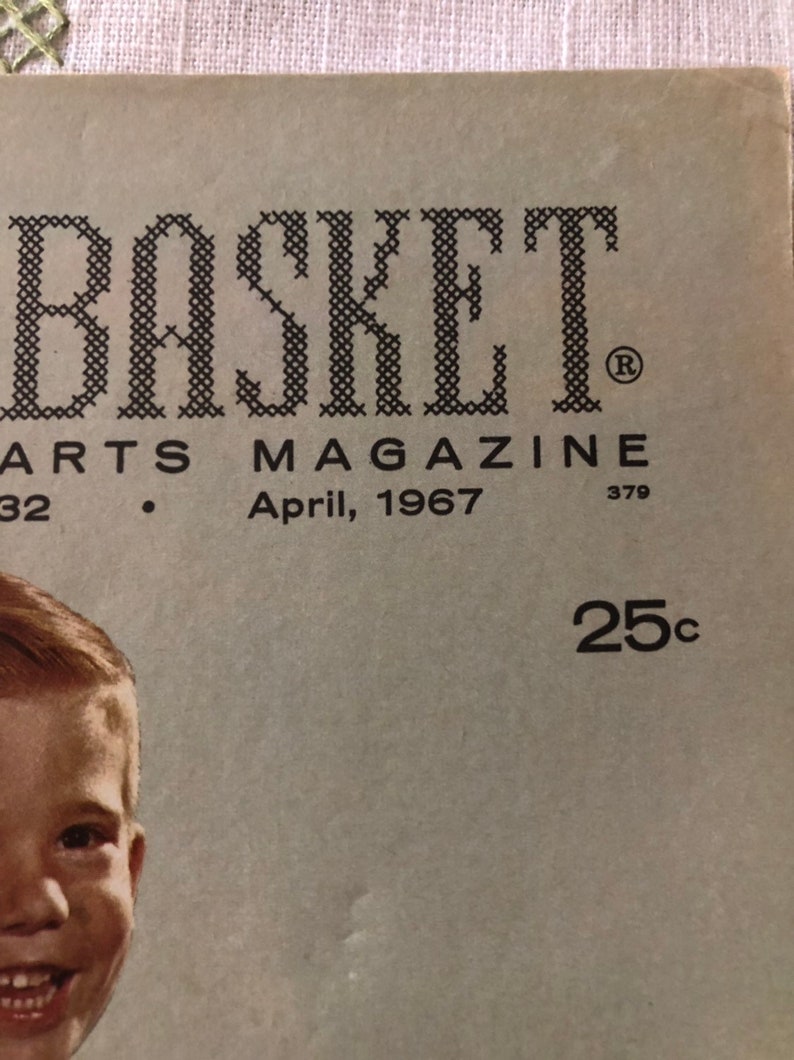 BASKET®
ARTS MAGAZINE
32 • April, 1967 379
25c